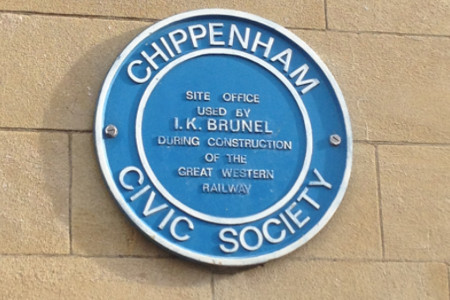 CHIPPENHAM
SITE OFFICE
USED BY
I.K. BRUNEL
DURING CONSTRUCTION
OF THE
GREAT WESTERN
RAILWAY
CIVIC SOCIETY